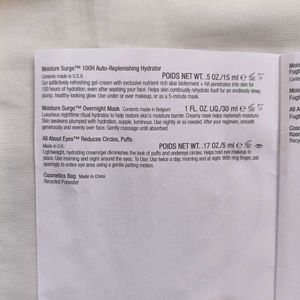 Moisture Surge™ 100H Auto-Replenishing Hydrator
Contents made in U.S.A. POIDS NET WT. .5 OZ./15 ml ℮
Our addictively refreshing gel-cream with exclusive nutrient-rich aloe bioferment + HA penetrates into skin for
100 hours of hydration, even after washing your face. Helps skin continually rehydrate itself for an endlessly dewy,
plump, healthy-looking glow. Use under or over makeup, or as a 5-minute mask.
Moisture Surge™ Overnight Mask Contents made in Belgium 1 FL. OZ. LIQ./30 ml ℮
Luxurious nighttime ritual hydrates to help restore skin's moisture barrier. Creamy mask helps replenish moisture.
Skin awakens plumped with hydration, supple, luminous. Use nightly or as needed. After your regimen, smooth
generously and evenly over face. Gently massage until absorbed.
All About Eyes™ Reduces Circles, Puffs
Made in U.K. POIDS NET WT. .17 OZ./5 ml ℮
Lightweight, hydrating cream/gel diminishes the look of puffs and undereye circles. Helps hold eye makeup in
place. Use morning and night around the eyes. To Use: Use twice a day, morning and at night. With ring finger, pat
sparingly to entire eye area using a gentle patting motion.
Cosmetics Bag Made in China
Recycled Polyester